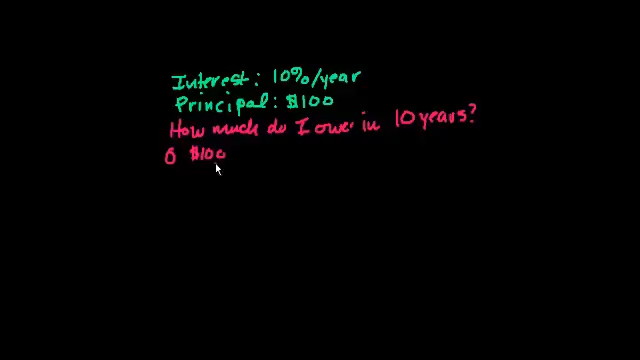 Interest: 10%/year
Principal: $100
How much do I owe in 10 years?
0 $100